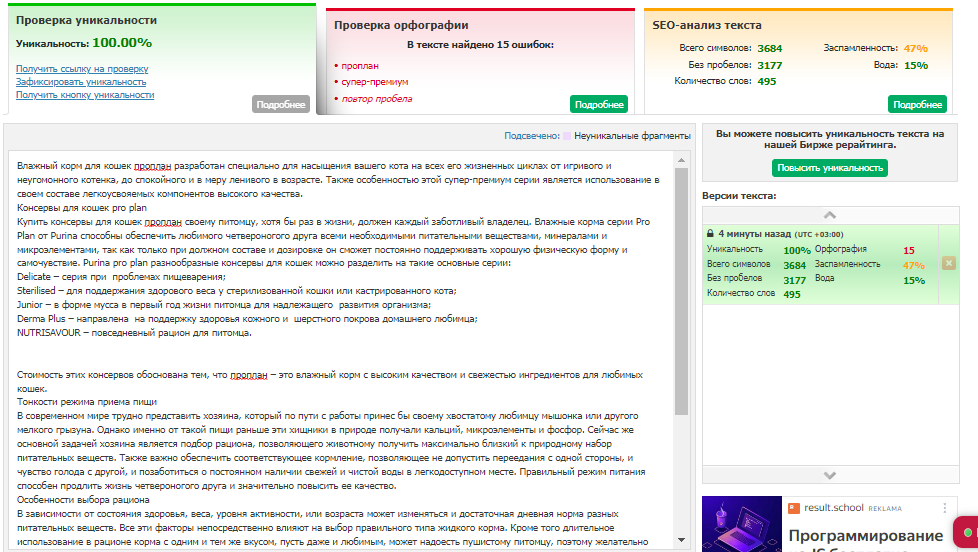 Проверка уникальности
Уникальность: 100.00%
Получить ссылку на проверку
Зафиксировать уникальность
Получить кнопку уникальности
Подробнее
Проверка орфографии
В тексте найдено 15 ошибок:
• проплан
• супер-премиум
• повтор пробела
Подробнее
SEO-анализ текста
Всего символов: 3684 Заспамленность: 47%
Без пробелов: 3177 Вода: 15%
Количество слов: 495
Подробнее
Подсвечено: Неуникальные фрагменты
Влажный корм для кошек проплан разработан специально для насыщения вашего кота на всех его жизненных циклах от игривого и
неугомонного котенка, до спокойного и в меру ленивого в возрасте. Также особенностью этой супер-премиум серии является использование в
своем составе легкоусвояемых компонентов высокого качества.
Консервы для кошек pro plan
Купить консервы для кошек проплан своему питомцу, хотя бы раз в жизни, должен каждый заботливый владелец. Влажные корма серии Pro
Plan от Purina способны обеспечить любимого четвероногого друга всеми необходимыми питательными веществами, минералами и
микроэлементами, так как только при должном составе и дозировке он сможет постоянно поддерживать хорошую физическую форму и
самочувствие. Purina pro plan разнообразные консервы для кошек можно разделить на такие основные серии:
Delicate – серия при  проблемах пищеварения;
Sterilised – для поддержания здорового веса у стерилизованной кошки или кастрированного кота;
Junior – в форме мусса в первый год жизни питомца для надлежащего  развития организма;
Derma Plus – направлена  на поддержку здоровья кожного и  шерстного покрова домашнего любимца;
NUTRISAVOUR – повседневный рацион для питомца.
Стоимость этих консервов обоснована тем, что проплан – это влажный корм с высоким качеством и свежестью ингредиентов для любимых
кошек.
Тонкости режима приема пищи
В современном мире трудно представить хозяина, который по пути с работы принес бы своему хвостатому любимцу мышонка или другого
мелкого грызуна. Однако именно от такой пищи раньше эти хищники в природе получали кальций, микроэлементы и фосфор. Сейчас же
основной задачей хозяина является подбор рациона, позволяющего животному получить максимально близкий к природному набор
питательных веществ. Также важно обеспечить соответствующее кормление, позволяющее не допустить переедания с одной стороны, и
чувство голода с другой, и позаботиться о постоянном наличии свежей и чистой воды в легкодоступном месте. Правильный режим питания
способен продлить жизнь четвероногого друга и значительно повысить ее качество.
Особенности выбора рациона
В зависимости от состояния здоровья, веса, уровня активности, или возраста может изменяться и достаточная дневная норма разных
питательных веществ. Все эти факторы непосредственно влияют на выбор правильного типа жидкого корма. Кроме того длительное
использование в рационе корма с одним и тем же вкусом, пусть даже и любимым, может надоесть пушистому питомцу, поэтому желательно
Вы можете повысить уникальность текста на
нашей Бирже рерайтинга.
Повысить уникальность
Версии текста:
4 минуты назад (UTC +03:00)
Уникальность 100% Орфография 15
Всего символов 3684 Заспамленность 47%
Без пробелов 3177 Вода 15%
Количество слов 495
result.school РЕКЛАМА
Программирование